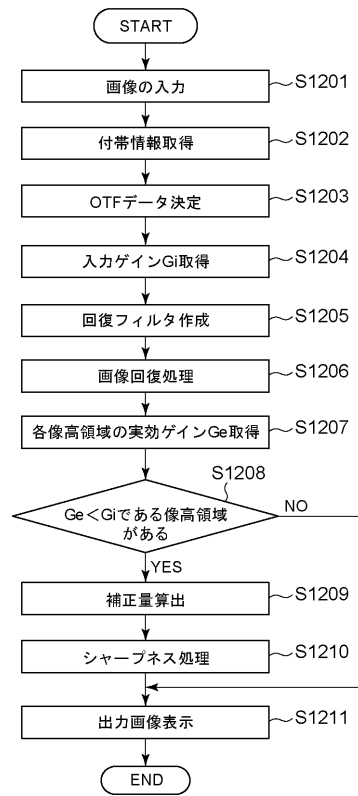 START
画像の入力
S1201
付帯情報取得
S1202
OTFデータ決定
S1203
入力ゲインGi取得
S1204
回復フィルタ作成
S1205
画像回復処理
S1206
各像高領域の実効ゲインGe取得
S1207
S1208
Ge<Giである像高領域
がある
NO
YES
補正量算出
S1209
シャープネス処理
S1210
出力画像表示
S1211
END